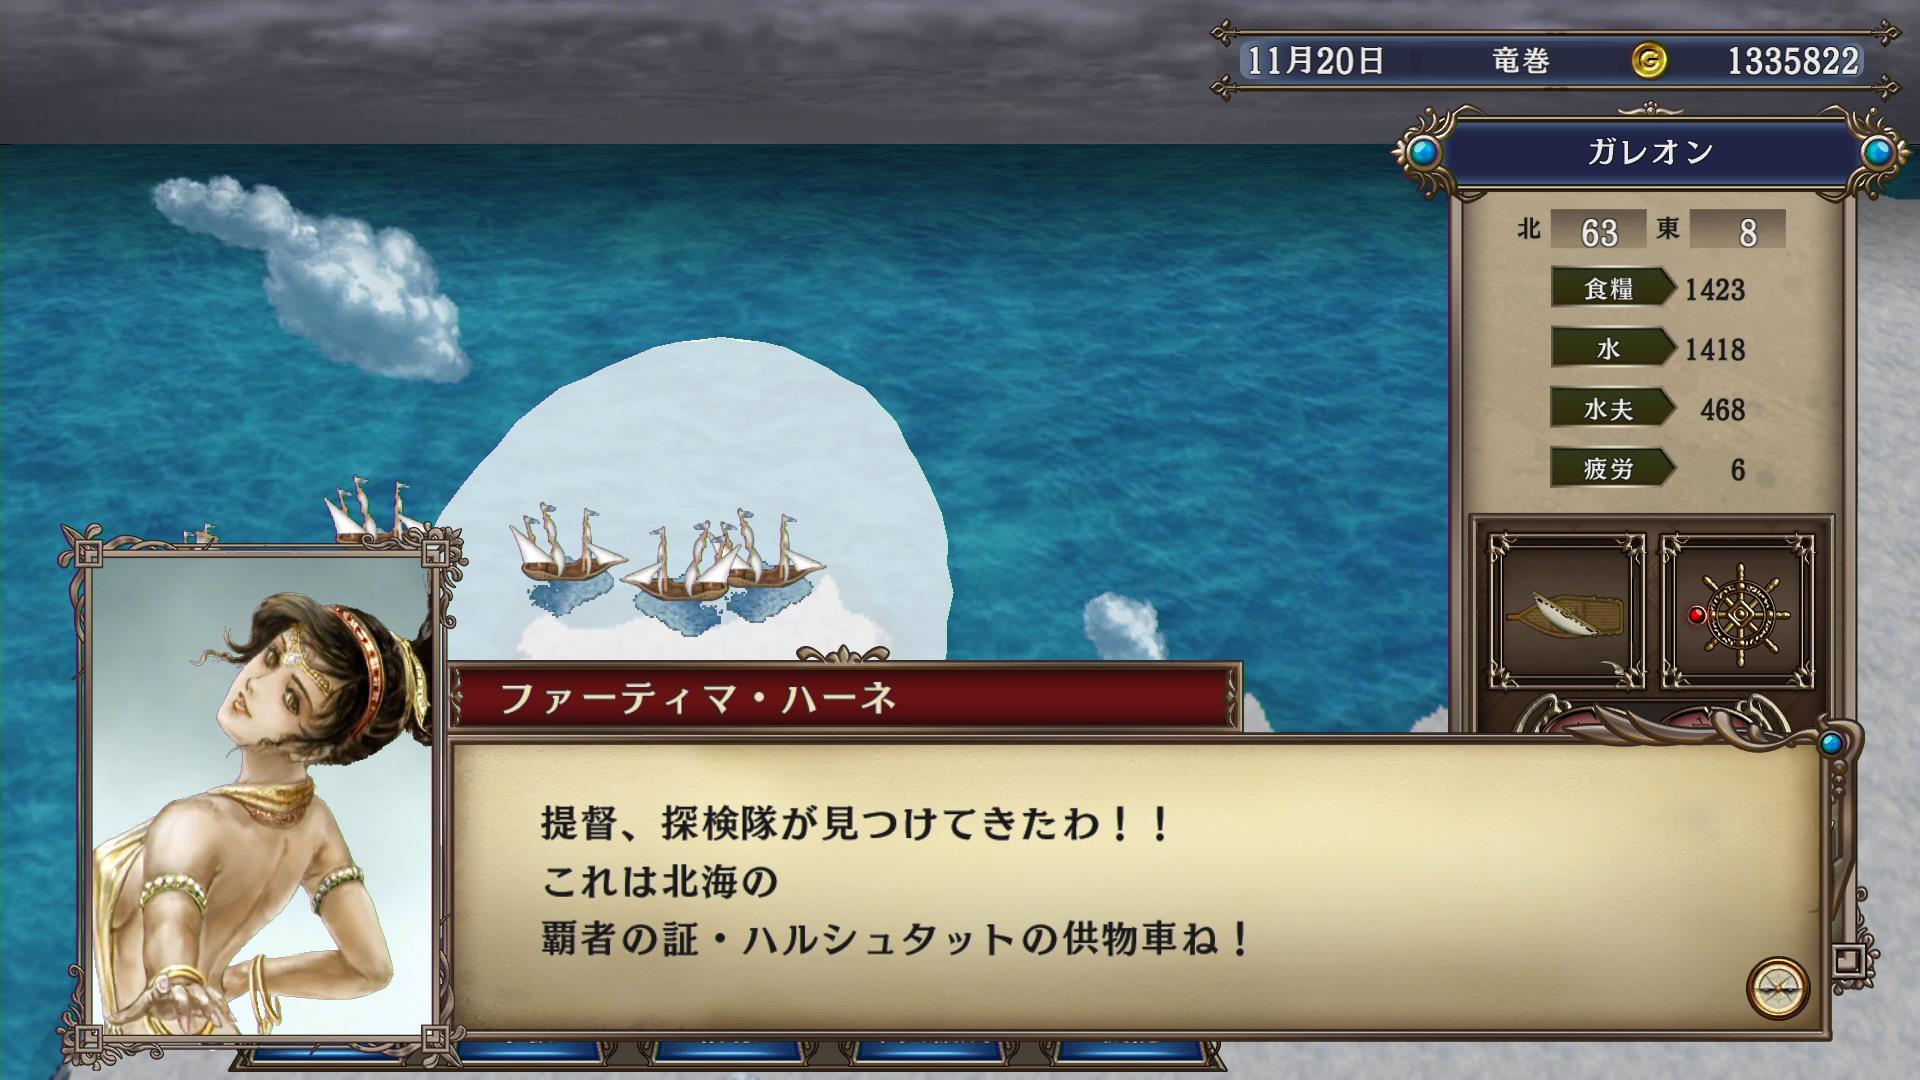 11月20日 竜巻 G 1335822
ガレオン
北 63 東 8
食糧 1423
水 1418
水夫 468
疲労 6
ファーティマ・ハーネ
提督、探検隊が見つけてきたわ！！
これは北海の
覇者の証・ハルシュタットの供物車ね！